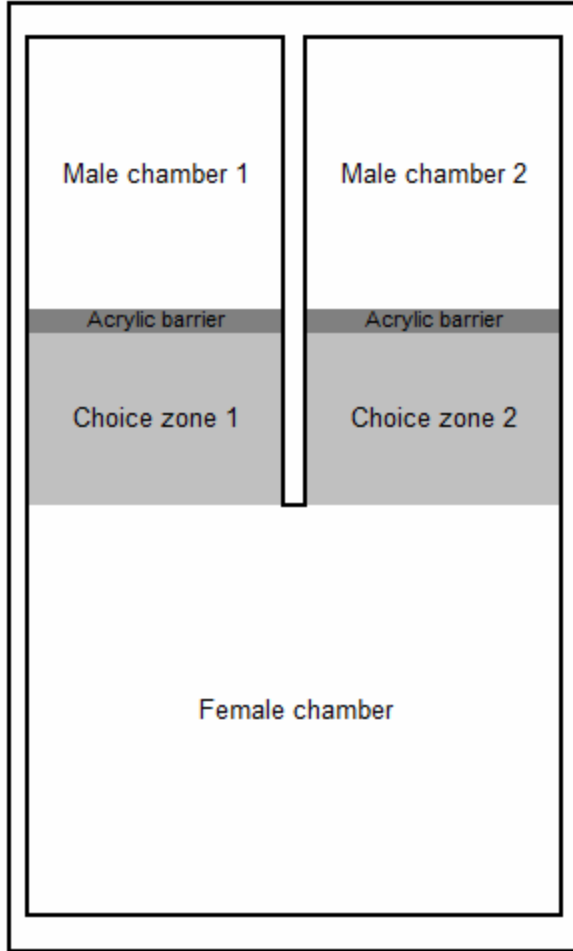 Male chamber 1
Male chamber 2
Acrylic barrier
Acrylic barrier
Choice zone 1
Choice zone 2
Female chamber